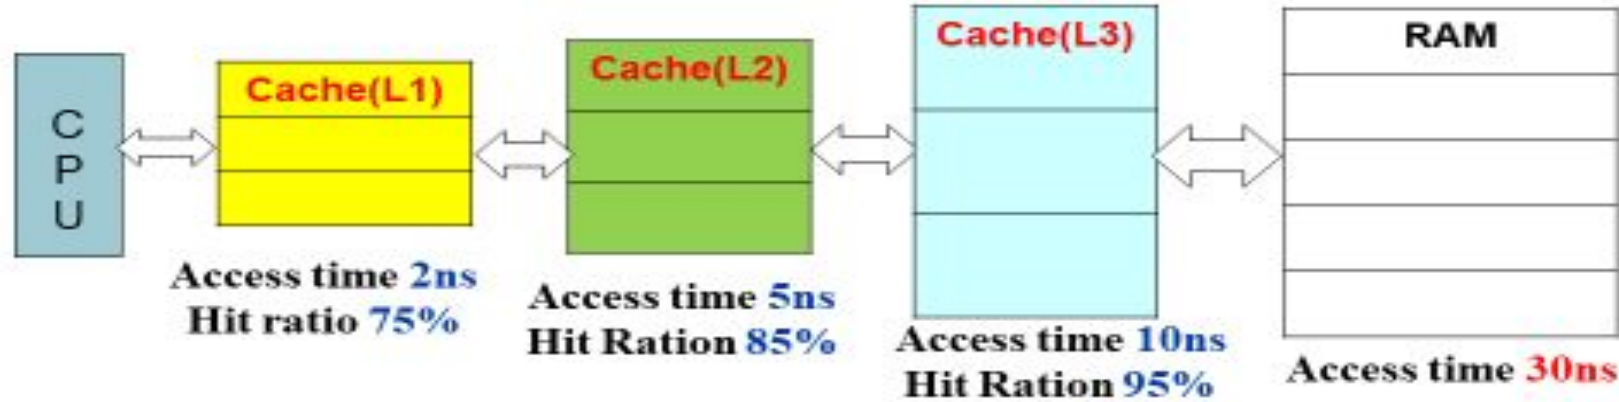 CPU
Cache(L1)
Access time 2ns
Hit ratio 75%
Cache(L2)
Access time 5ns
Hit Ration 85%
Cache(L3)
Access time 10ns
Hit Ration 95%
RAM
Access time 30ns